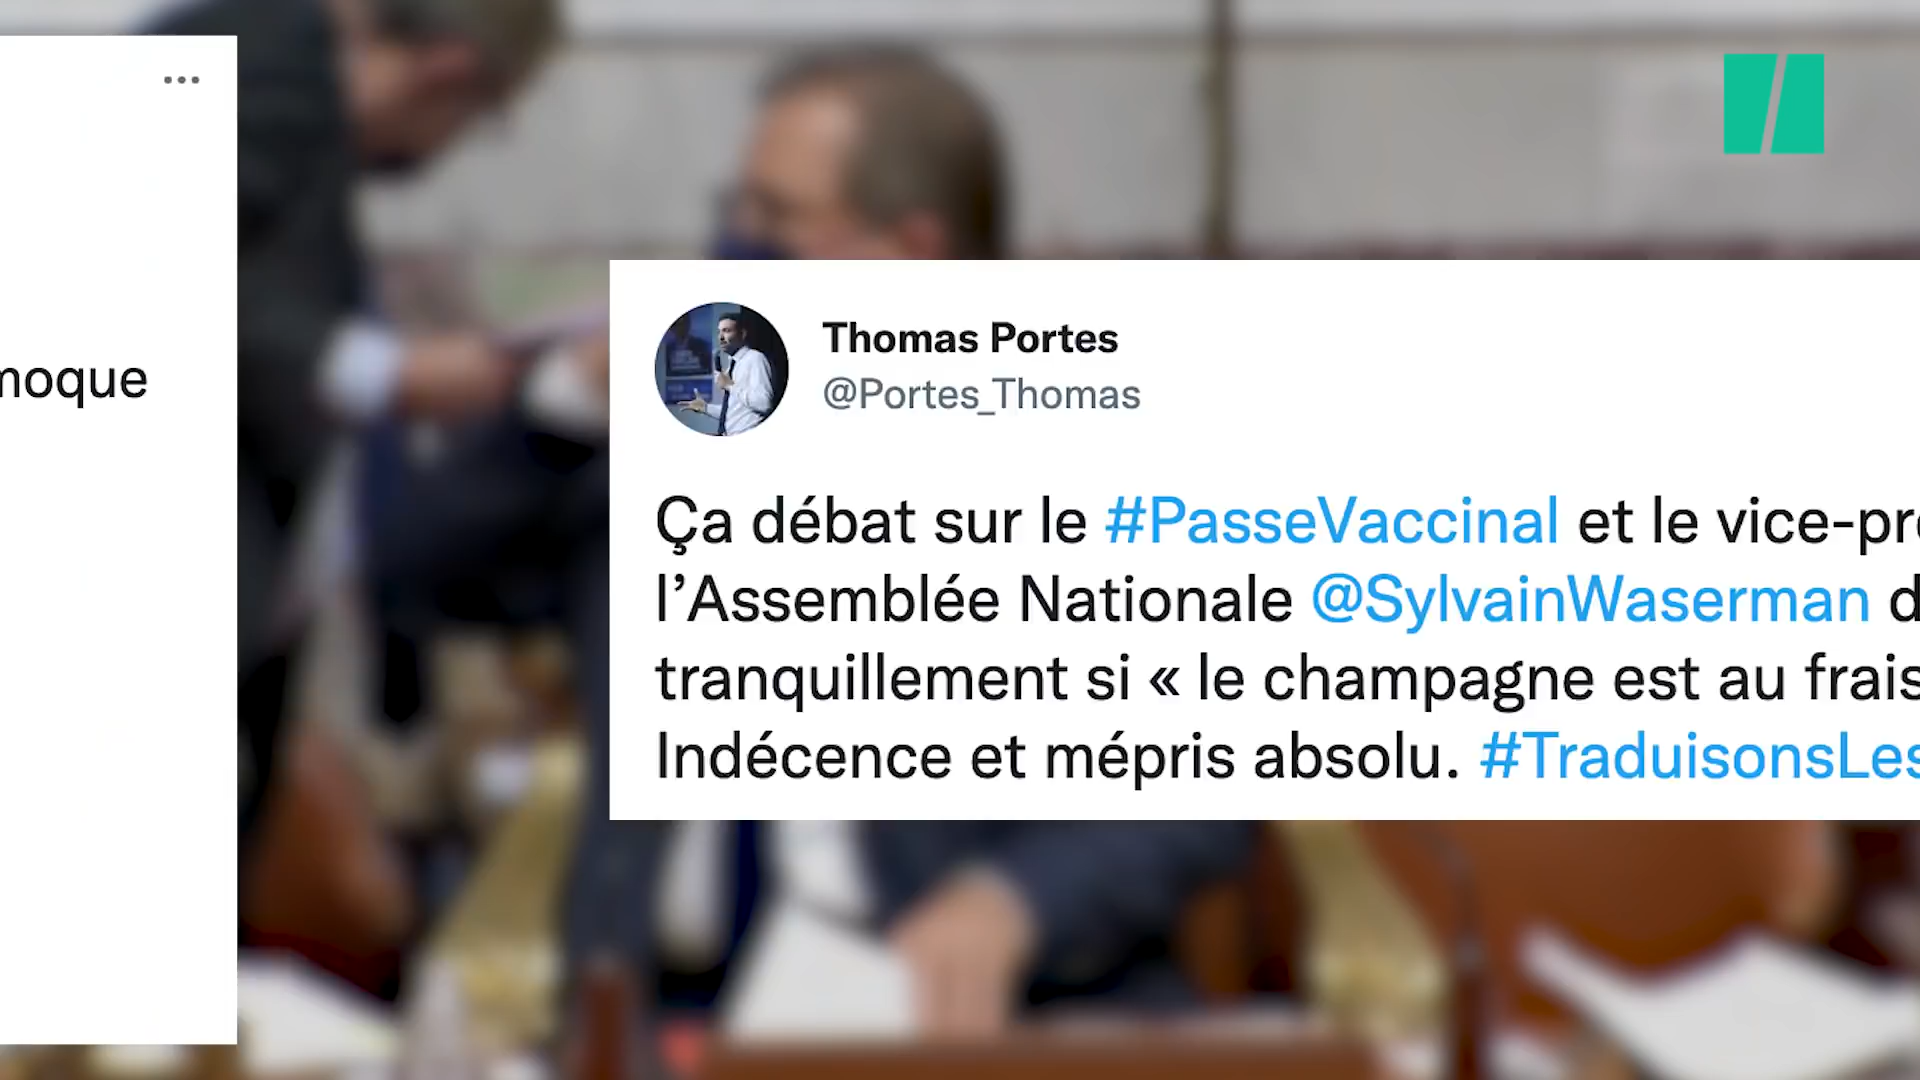 Thomas Portes
@Portes_Thomas
Ça débat sur le #PasseVaccinal et le vice-pr
l’Assemblée Nationale @SylvainWaserman d
tranquillement si « le champagne est au frais
Indécence et mépris absolu. #TraduisonsLes
moque